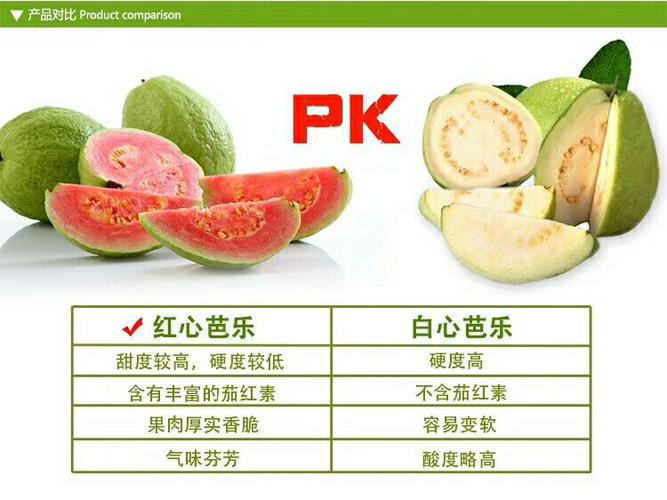 产品对比 Product comparison
PK
红心芭乐 白心芭乐
甜度较高，硬度较低 硬度高
含有丰富的茄红素 不含茄红素
果肉厚实香脆 容易变软
气味芬芳 酸度略高